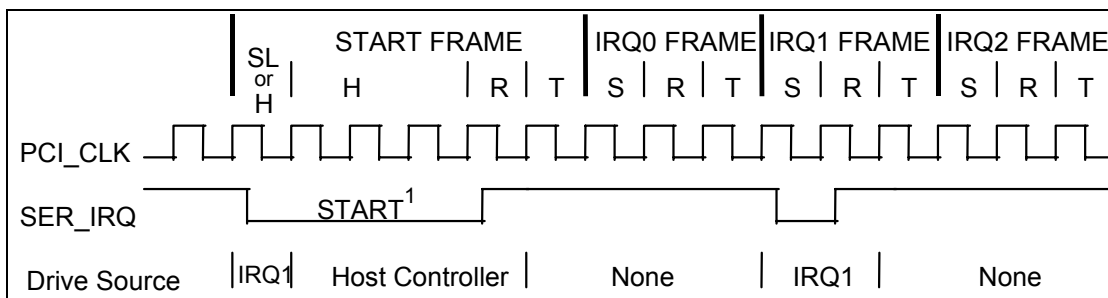 START FRAME IRQ0 FRAME IRQ1 FRAME IRQ2 FRAME
SL
or
H
H R T S R T S R T S R T
PCI_CLK
SER_IRQ START1
Drive Source IRQ1 Host Controller None IRQ1 None